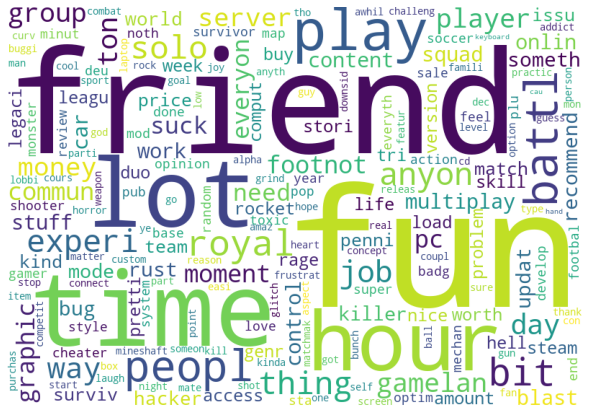 curv combat
buggi minut
group
world
ton
server
play
player
awhil challeng
tho
survivor
map
soccer
addict
issu
man laptop
cool rock week joy
noth
solo
onlin
practic
deu
everyon
buy
content
squad
someth
goal
sport
anyth
sale famili
keyboard
friend
legaci
car
leagu
price
comput
stori
guy
downsid
everyth
version
feel
level
dec
plu
person
mon
cau
god
done
low
monster
review
mod
suck
featur
option
guess
battl
parti
work
opinion
alpha
footnot
tri
action
cd
releas
anyon
recommend
lobbi
cours
money
duo
pub
go
grind
hope
year
match
skill
shooter
commun
weapon
random
need
pop
amaz
lot
fun
type
hand
horror
rocket
life
multiplay
stuff
ye
base
toxic
heart
real
load
coupl
problem
footbal
gamer
matter
custom
team
reason
frustrat
concept
penni
pc
experi
royal
kind
mode
rust
moment
rage
badg
updat
develop
stop
connect
easi
part
glitch
job
super
sure
item
system
point
aspect
control
killer
nice
worth
day
competit
bug
pretti
love
matchmak
mechan
thank
con
time
hour
style
someon
kill
genr
ball
gun
graphic
cheater
kinda
got
bunch
hell
steam
purchas
mineshaft
box
way
peopl
thing
gamelan
bit
start
laugh
night
mate
shot
self
fan
end
surviv
hacker
access
sta
one
screen
optim
amount
blast